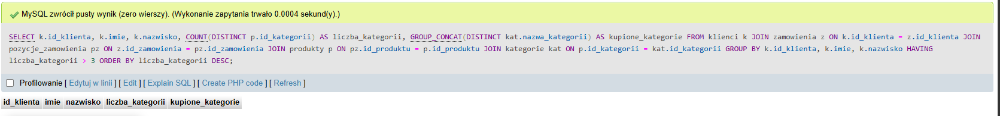 MySQL zwrócił pusty wynik (zero wierszy). (Wykonanie zapytania trwało 0.0004 sekund(y).)
SELECT k.id_klienta, k.imie, k.nazwisko, COUNT(DISTINCT p.id_kategorii) AS liczba_kategorii, GROUP_CONCAT(DISTINCT kat.nazwa_kategorii) AS kupione_kategorie FROM klienci k JOIN zamowienia z ON k.id_klienta = z.id_klienta JOIN
pozycje_zamowienia pz ON z.id_zamowienia = pz.id_zamowienia JOIN produkty p ON pz.id_produktu = p.id_produktu JOIN kategorie kat ON p.id_kategorii = kat.id_kategorii GROUP BY k.id_klienta, k.imie, k.nazwisko HAVING
liczba_kategorii > 3 ORDER BY liczba_kategorii DESC;
Profilowanie [ Edytuj w linii ] [ Edit ] [ Explain SQL ] [ Create PHP code ] [ Refresh ]
id_klienta imie nazwisko liczba_kategorii kupione_kategorie